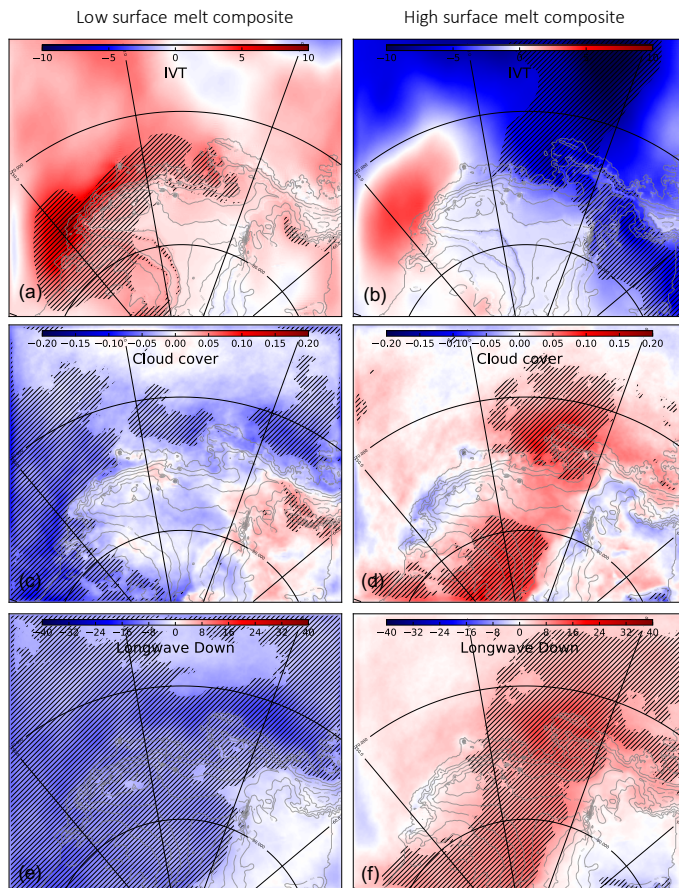 Low surface melt composite
High surface melt composite
−10 −5 0 5 10
IVT
(a)
−10 −5 0 5 10
IVT
(b)
−0.20 −0.15 −0.10 −0.05 0.00 0.05 0.10 0.15 0.20
Cloud cover
(c)
−0.20 −0.15 −0.10 −0.05 0.00 0.05 0.10 0.15 0.20
Cloud cover
(d)
−40 −32 −24 −16 −8 0 8 16 24 32 40
Longwave Down
(e)
−40 −32 −24 −16 −8 0 8 16 24 32 40
Longwave Down
(f)